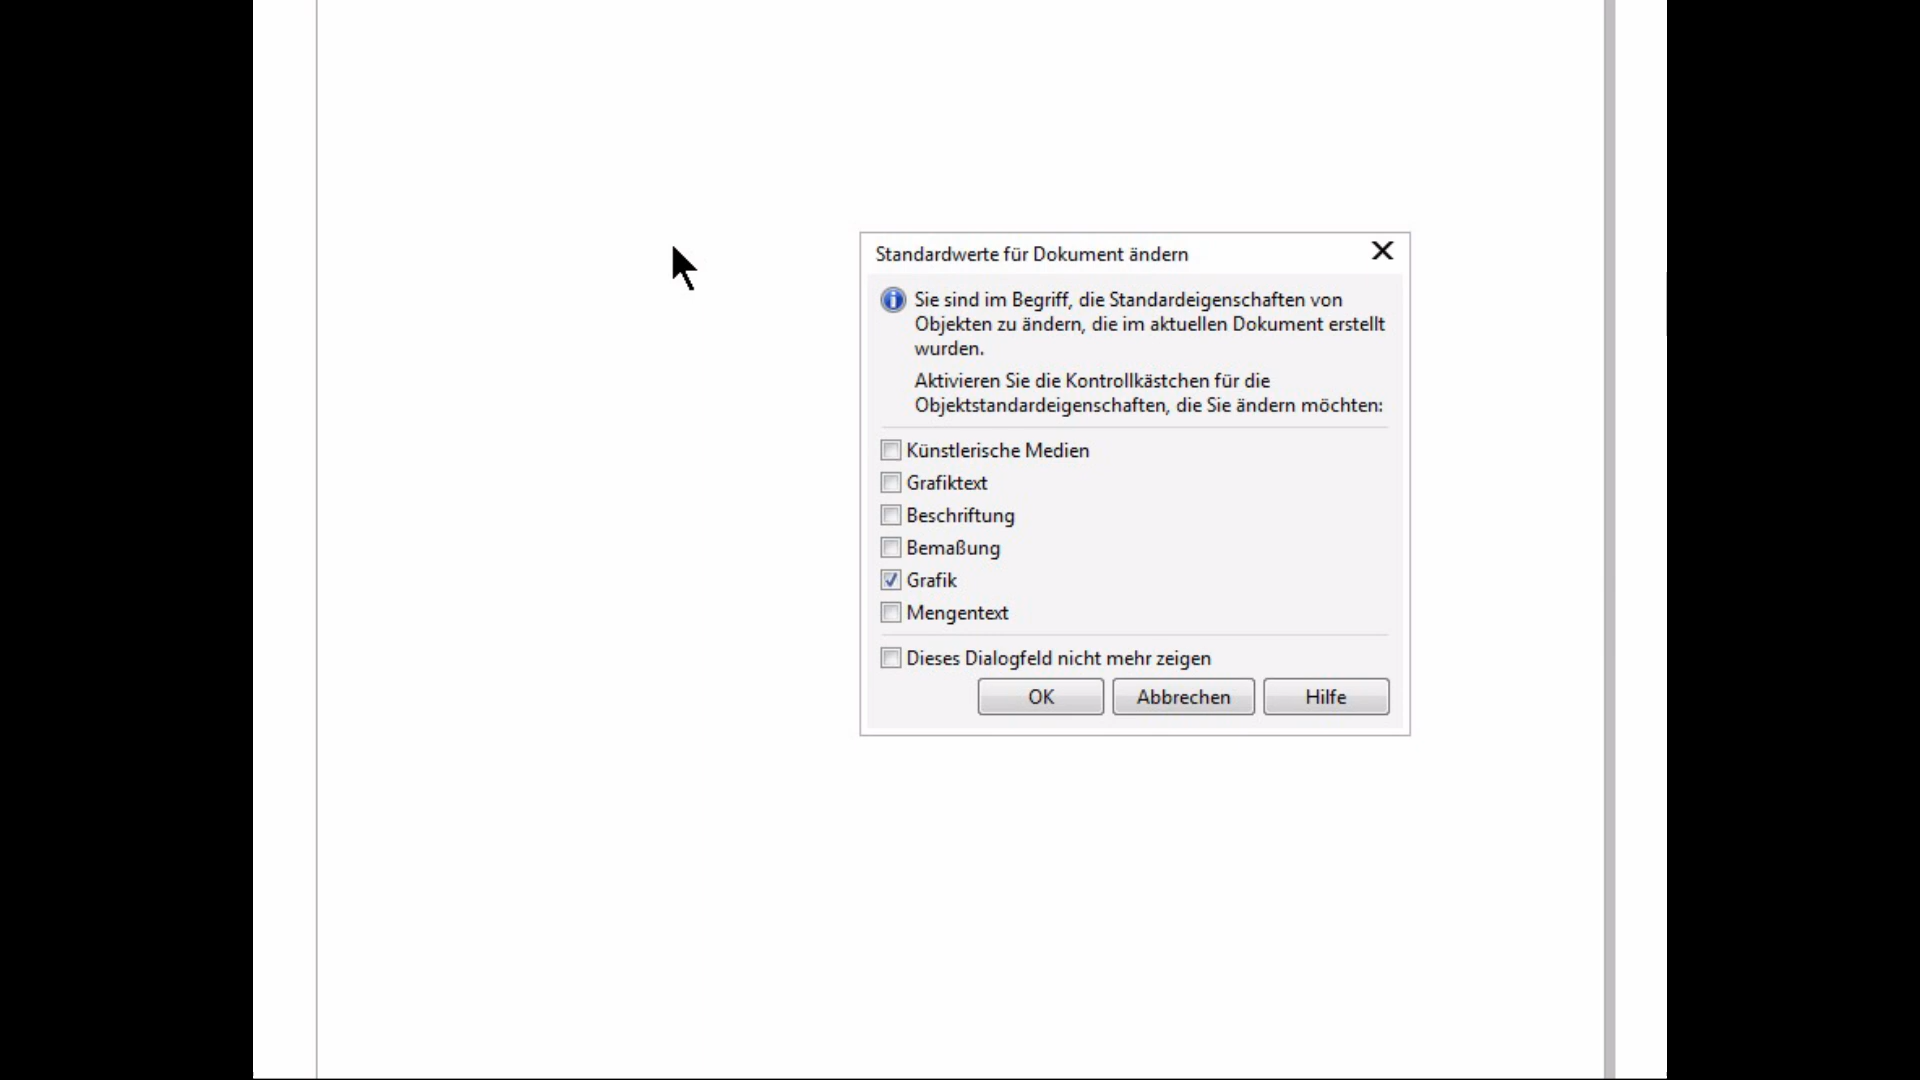 Standardwerte für Dokument ändern
Sie sind im Begriff, die Standardeigenschaften von
Objekten zu ändern, die im aktuellen Dokument erstellt
wurden.
Aktivieren Sie die Kontrollkästchen für die
Objektstandardeigenschaften, die Sie ändern möchten:
Künstlerische Medien
Grafiktext
Beschriftung
Bemaßung
Grafik
Mengentext
Dieses Dialogfeld nicht mehr zeigen
OK Abbrechen Hilfe